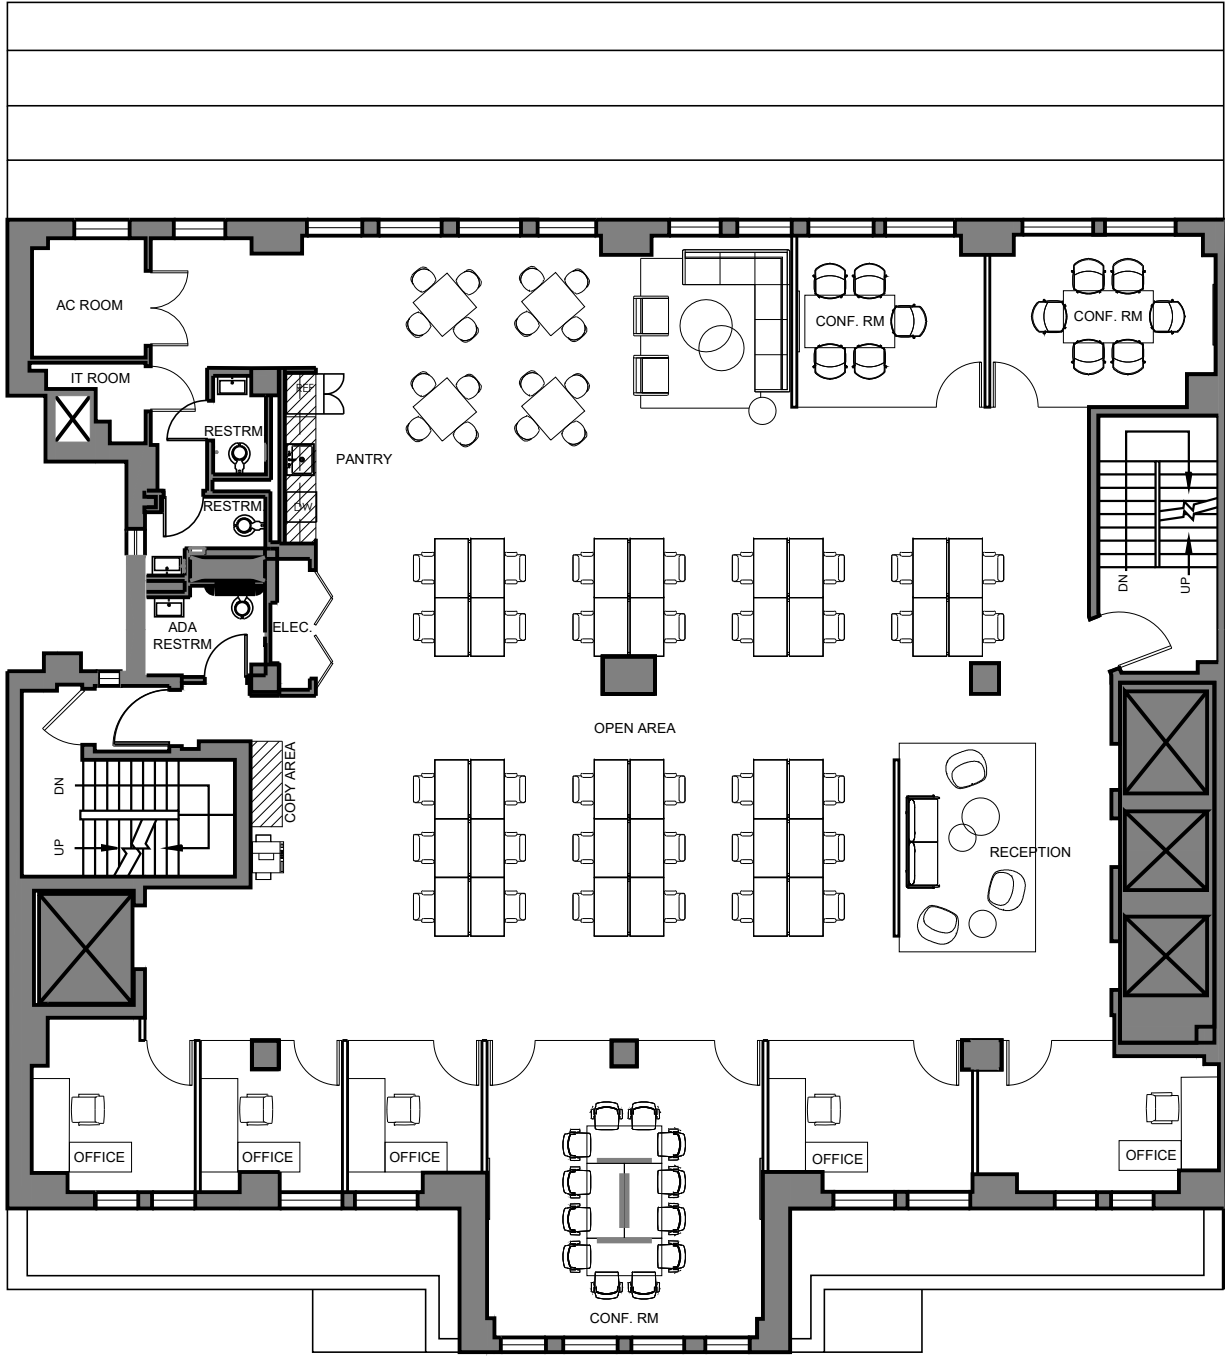 AC ROOM
CONF. RM
CONF. RM
IT ROOM
REF
RESTRM
PANTRY
RESTRM
DW
DN
UP
ADA
RESTRM
ELEC.
OPEN AREA
COPY AREA
DN
UP
RECEPTION
OFFICE
OFFICE
OFFICE
OFFICE
OFFICE
CONF. RM